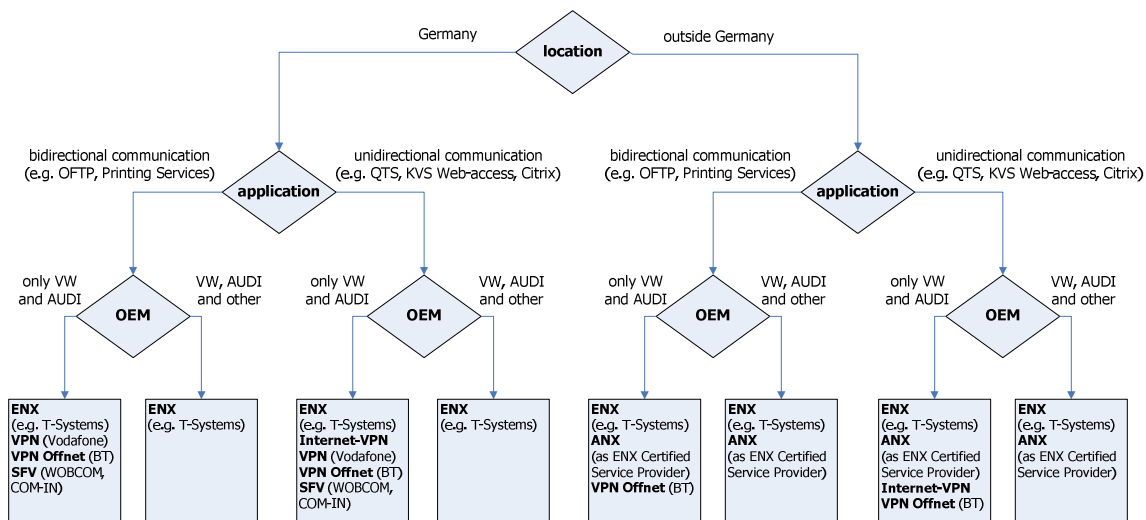 Germany
location
outside Germany
bidirectional communication
(e.g. OFTP, Printing Services)
application
unidirectional communication
(e.g. QTS, KVS Web-access, Citrix)
bidirectional communication
(e.g. OFTP, Printing Services)
application
unidirectional communication
(e.g. QTS, KVS Web-access, Citrix)
only VW
and AUDI
OEM
VW, AUDI
and other
only VW
and AUDI
OEM
VW, AUDI
and other
only VW
and AUDI
OEM
VW, AUDI
and other
only VW
and AUDI
OEM
VW, AUDI
and other
ENX
(e.g. T-Systems)
VPN (Vodafone)
VPN Offnet (BT)
SFV (WOBCOM,
COM-IN)
ENX
(e.g. T-Systems)
ENX
(e.g. T-Systems)
Internet-VPN
VPN (Vodafone)
VPN Offnet (BT)
SFV (WOBCOM,
COM-IN)
ENX
(e.g. T-Systems)
ENX
(e.g. T-Systems)
ANX
(as ENX Certified
Service Provider)
VPN Offnet (BT)
ENX
(e.g. T-Systems)
ANX
(as ENX Certified
Service Provider)
ENX
(e.g. T-Systems)
ANX
(as ENX Certified
Service Provider)
Internet-VPN
VPN Offnet (BT)
ENX
(e.g. T-Systems)
ANX
(as ENX Certified
Service Provider)